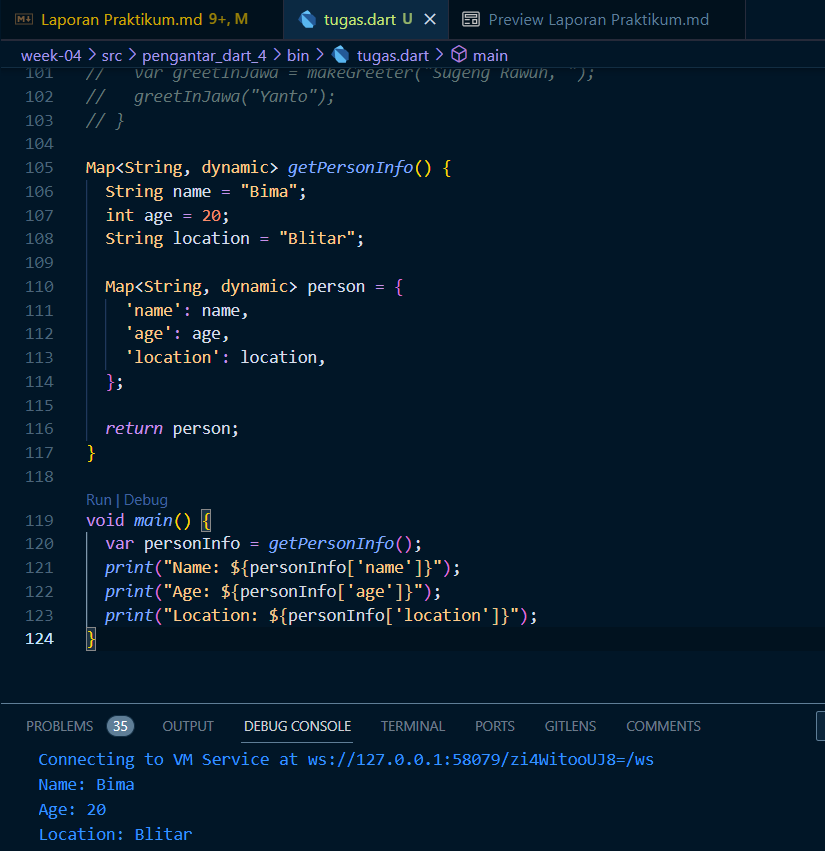 Laporan Praktikum.md 9+, M
tugas.dart U
Preview Laporan Praktikum.md
week-04 > src > pengantar_dart_4 > bin > tugas.dart > main
101 //   var greetInJawa = makeGreeter("Sugeng Rawuh, ");
102 //   greetInJawa("Yanto");
103 // }
104
105 Map<String, dynamic> getPersonInfo() {
106   String name = "Bima";
107   int age = 20;
108   String location = "Blitar";
109
110   Map<String, dynamic> person = {
111     'name': name,
112     'age': age,
113     'location': location,
114   };
115
116   return person;
117 }
118
Run | Debug
119 void main() {
120   var personInfo = getPersonInfo();
121   print("Name: ${personInfo['name']}");
122   print("Age: ${personInfo['age']}");
123   print("Location: ${personInfo['location']}");
124 }
PROBLEMS 35 OUTPUT DEBUG CONSOLE TERMINAL PORTS GITLENS COMMENTS
Connecting to VM Service at ws://127.0.0.1:58079/zi4WitooUJ8=/ws
Name: Bima
Age: 20
Location: Blitar